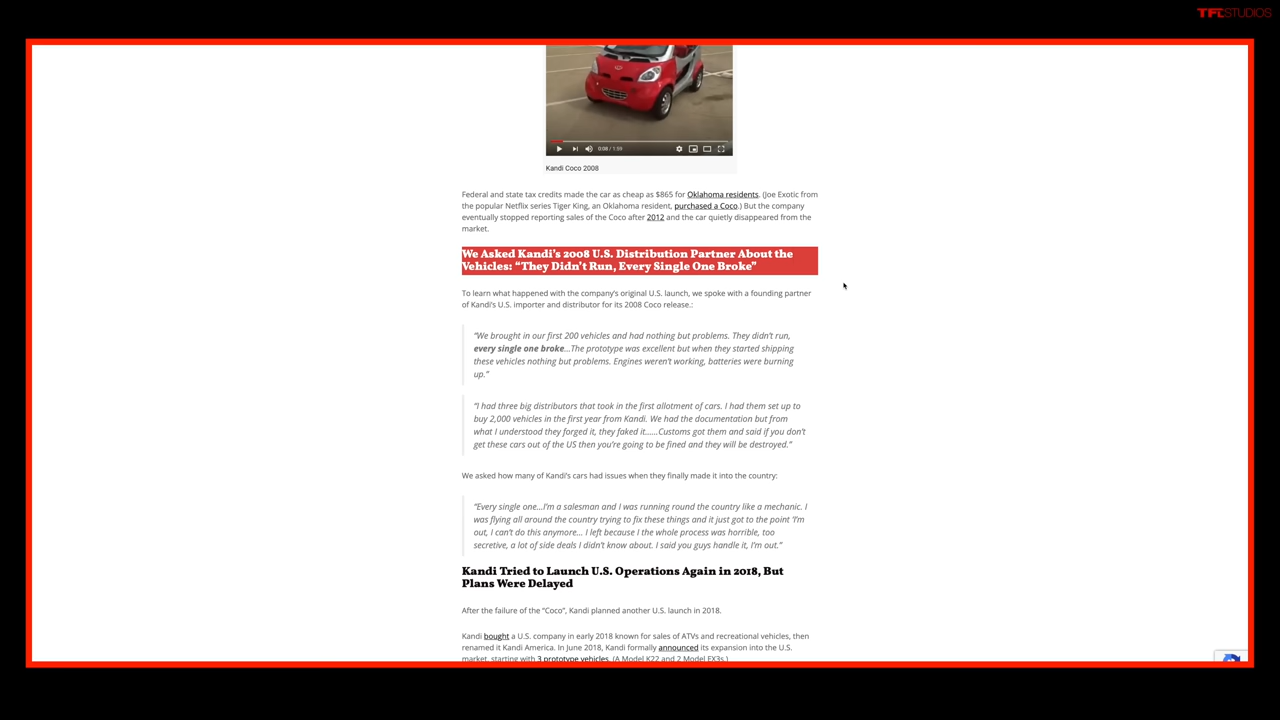 TFLSTUDIOS
0:08 / 1:59
Kandi Coco 2008
Federal and state tax credits made the car as cheap as $865 for Oklahoma residents. (Joe Exotic from
the popular Netflix series Tiger King, an Oklahoma resident, purchased a Coco.) But the company
eventually stopped reporting sales of the Coco after 2012 and the car quietly disappeared from the
market.
We Asked Kandi's 2008 U.S. Distribution Partner About the
Vehicles: “They Didn't Run, Every Single One Broke”
To learn what happened with the company's original U.S. launch, we spoke with a founding partner
of Kandi's U.S. importer and distributor for its 2008 Coco release.:
“We brought in our first 200 vehicles and had nothing but problems. They didn't run,
every single one broke…The prototype was excellent but when they started shipping
these vehicles nothing but problems. Engines weren't working, batteries were burning
up.”
“I had three big distributors that took in the first allotment of cars. I had them set up to
buy 2,000 vehicles in the first year from Kandi. We had the documentation but from
what I understood they forged it, they faked it……Customs got them and said if you don't
get these cars out of the US then you're going to be fined and they will be destroyed.”
We asked how many of Kandi's cars had issues when they finally made it into the country:
“Every single one…I'm a salesman and I was running round the country like a mechanic. I
was flying all around the country trying to fix these things and it just got to the point 'I'm
out, I can't do this anymore… I left because I the whole process was horrible, too
secretive, a lot of side deals I didn't know about. I said you guys handle it, I'm out.”
Kandi Tried to Launch U.S. Operations Again in 2018, But
Plans Were Delayed
After the failure of the “Coco”, Kandi planned another U.S. launch in 2018.
Kandi bought a U.S. company in early 2018 known for sales of ATVs and recreational vehicles, then
renamed it Kandi America. In June 2018, Kandi formally announced its expansion into the U.S.
market, starting with 3 prototype vehicles. (A Model K22 and 2 Model EX3s.)